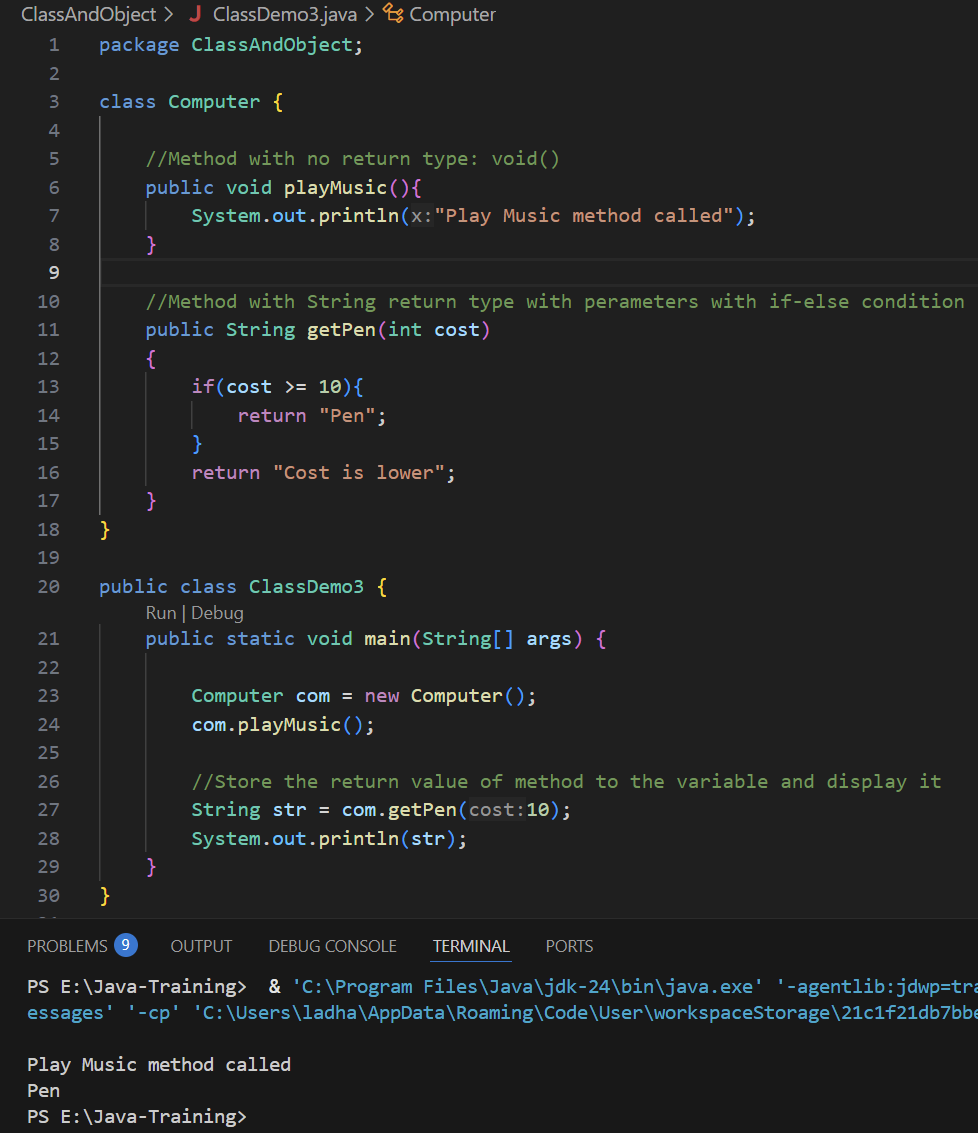 ClassAndObject > J ClassDemo3.java > Computer
1 package ClassAndObject;
2
3 class Computer {
4
5 //Method with no return type: void()
6 public void playMusic(){
7 System.out.println(x:"Play Music method called");
8 }
9
10 //Method with String return type with perameters with if-else condition
11 public String getPen(int cost)
12 {
13 if(cost >= 10){
14 return "Pen";
15 }
16 return "Cost is lower";
17 }
18 }
19
20 public class ClassDemo3 {
Run | Debug
21 public static void main(String[] args) {
22
23 Computer com = new Computer();
24 com.playMusic();
25
26 //Store the return value of method to the variable and display it
27 String str = com.getPen(cost:10);
28 System.out.println(str);
29 }
30 }
PROBLEMS 9 OUTPUT DEBUG CONSOLE TERMINAL PORTS
PS E:\Java-Training> & 'C:\Program Files\Java\jdk-24\bin\java.exe' '-agentlib:jdwp=tra
essages' '-cp' 'C:\Users\ladha\AppData\Roaming\Code\User\workspaceStorage\21c1f21db7bbe
Play Music method called
Pen
PS E:\Java-Training>